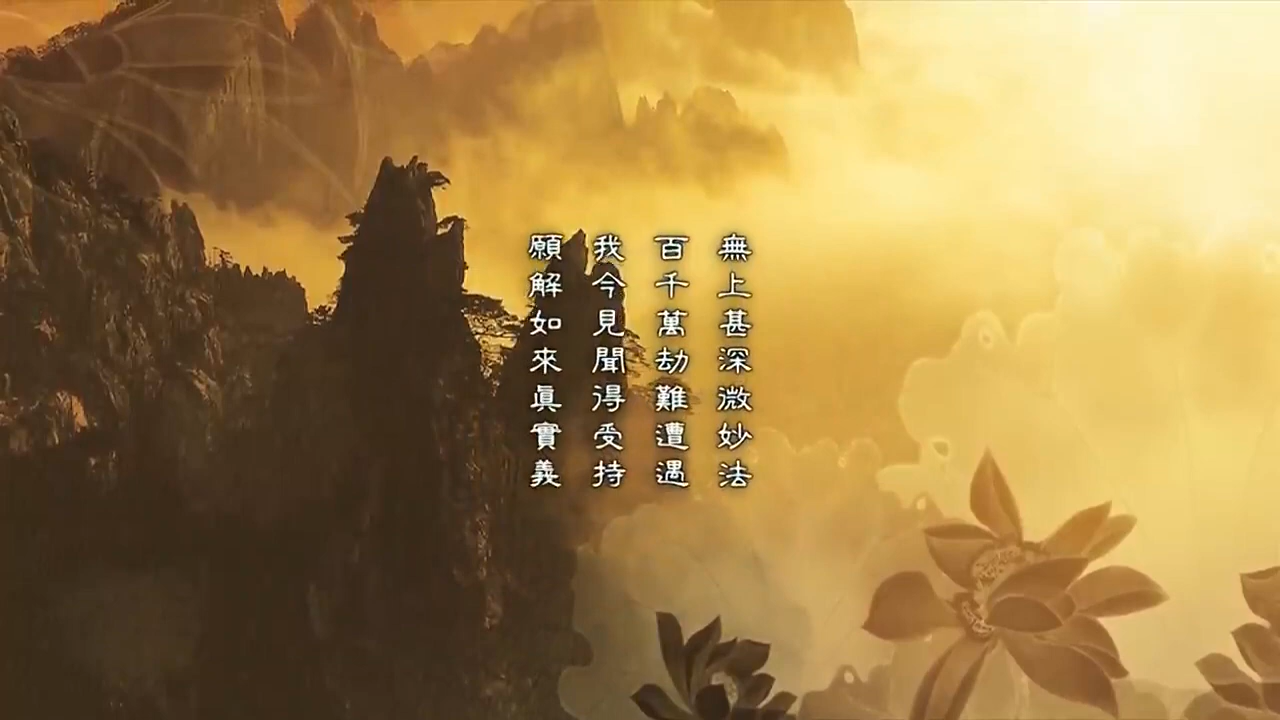 無上甚深微妙法
百千萬劫難遭遇
我今見聞得受持
願解如來眞實義